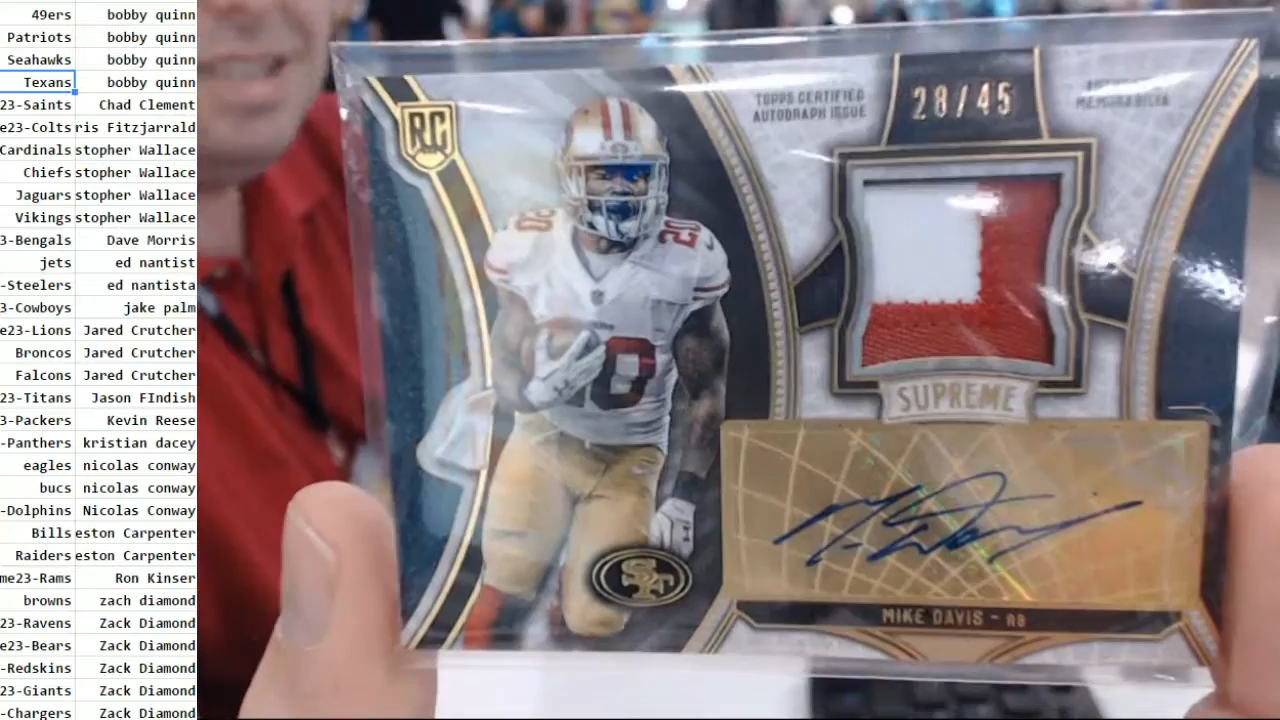 49ers bobby quinn
Patriots bobby quinn
Seahawks bobby quinn
Texans bobby quinn
23-Saints Chad Clement
e23-Colts ris Fitzjarrald
Cardinals stopher Wallace
Chiefs stopher Wallace
Jaguars stopher Wallace
Vikings stopher Wallace
3-Bengals Dave Morris
jets ed nantist
-Steelers ed nantista
3-Cowboys jake palm
e23-Lions Jared Crutcher
Broncos Jared Crutcher
Falcons Jared Crutcher
23-Titans Jason FIndish
3-Packers Kevin Reese
-Panthers kristian dacey
eagles nicolas conway
bucs nicolas conway
-Dolphins Nicolas Conway
Bills eston Carpenter
Raiders eston Carpenter
me23-Rams Ron Kinser
browns zach diamond
23-Ravens Zack Diamond
e23-Bears Zack Diamond
-Redskins Zack Diamond
23-Giants Zack Diamond
-Chargers Zack Diamond
RC
TOPPS CERTIFIED
AUTOGRAPH ISSUE
28/45
MEMORABILIA
20
20
20
SUPREME
SF
MIKE DAVIS - RB